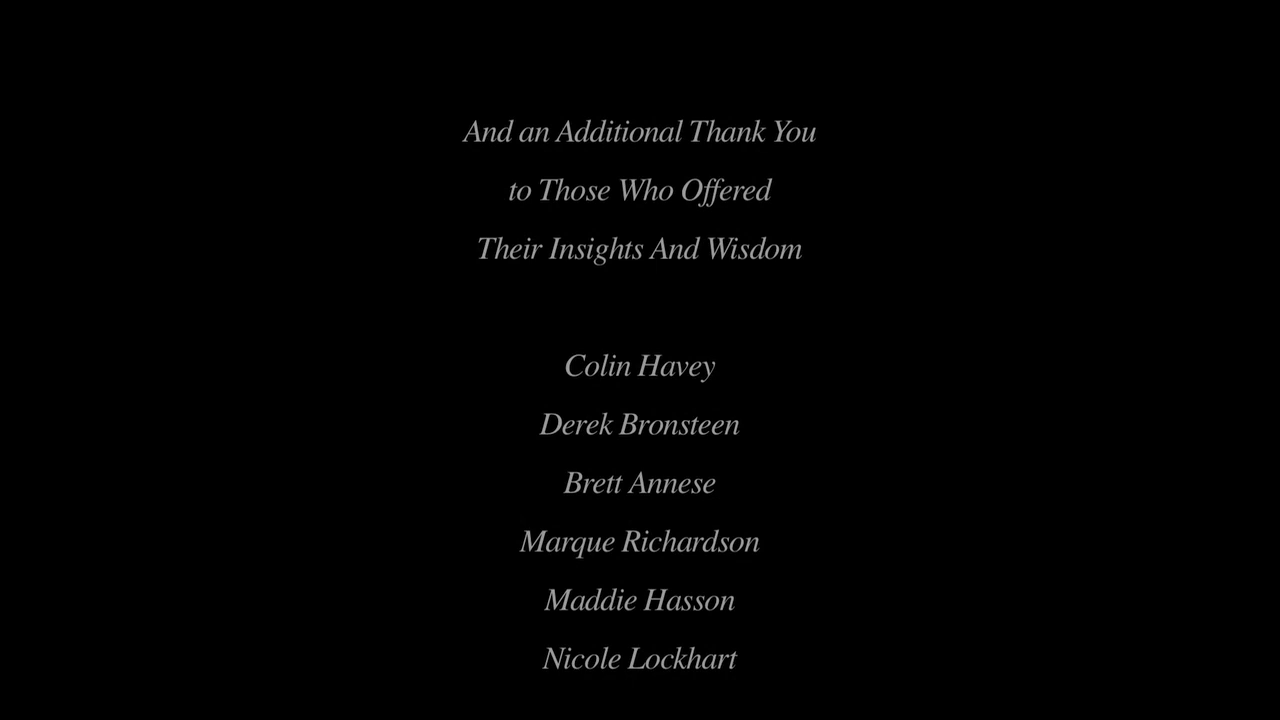 And an Additional Thank You
to Those Who Offered
Their Insights And Wisdom
Colin Havey
Derek Bronsteen
Brett Annese
Marque Richardson
Maddie Hasson
Nicole Lockhart